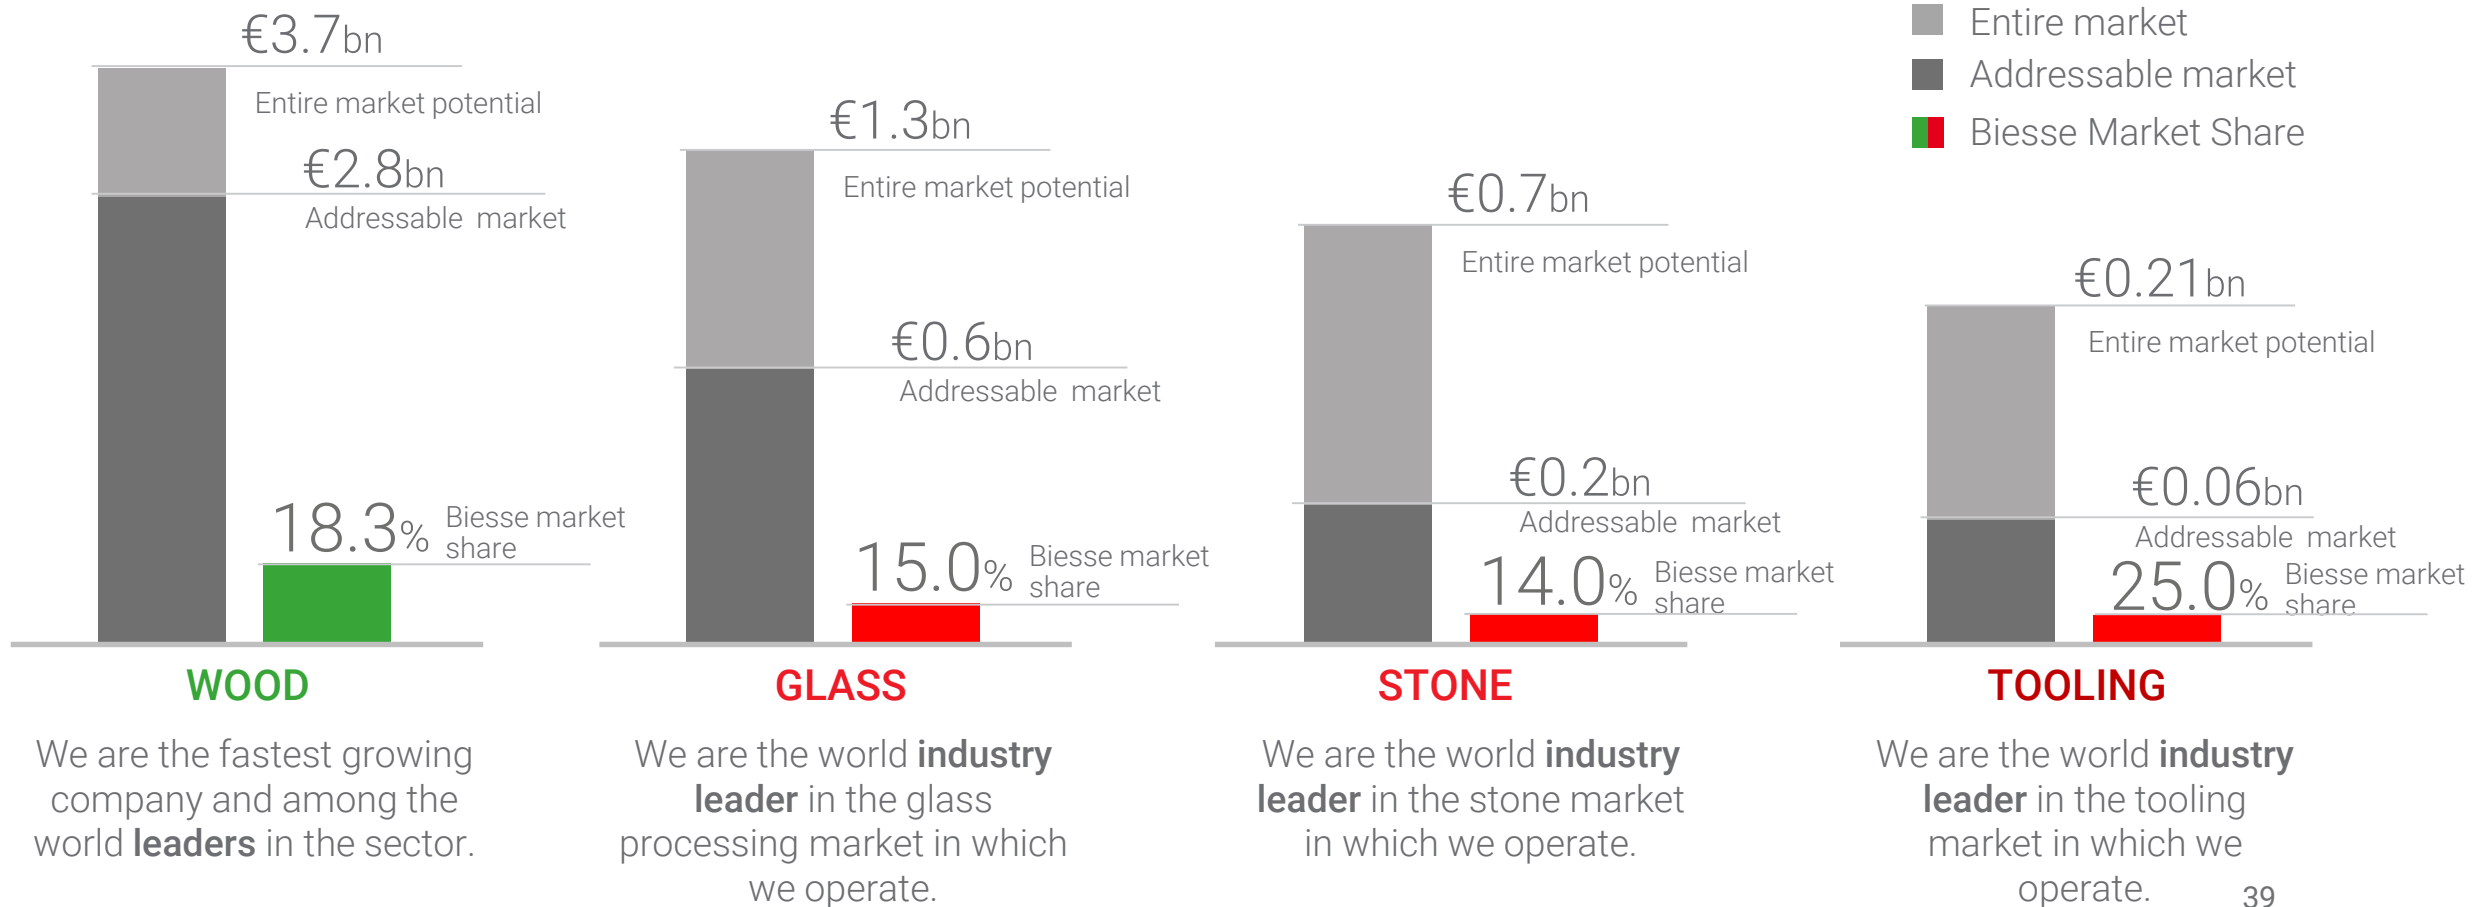 Entire market
Addressable market
Biesse Market Share
€3.7bn
Entire market potential
€2.8bn
Addressable market
18.3%
Biesse market
share
WOOD
We are the fastest growing
company and among the
world leaders in the sector.
€1.3bn
Entire market potential
€0.6bn
Addressable market
15.0%
Biesse market
share
GLASS
We are the world industry
leader in the glass
processing market in which
we operate.
€0.7bn
Entire market potential
€0.2bn
Addressable market
14.0%
Biesse market
share
STONE
We are the world industry
leader in the stone market
in which we operate.
€0.21bn
Entire market potential
€0.06bn
Addressable market
25.0%
Biesse market
share
TOOLING
We are the world industry
leader in the tooling
market in which we
operate.
39